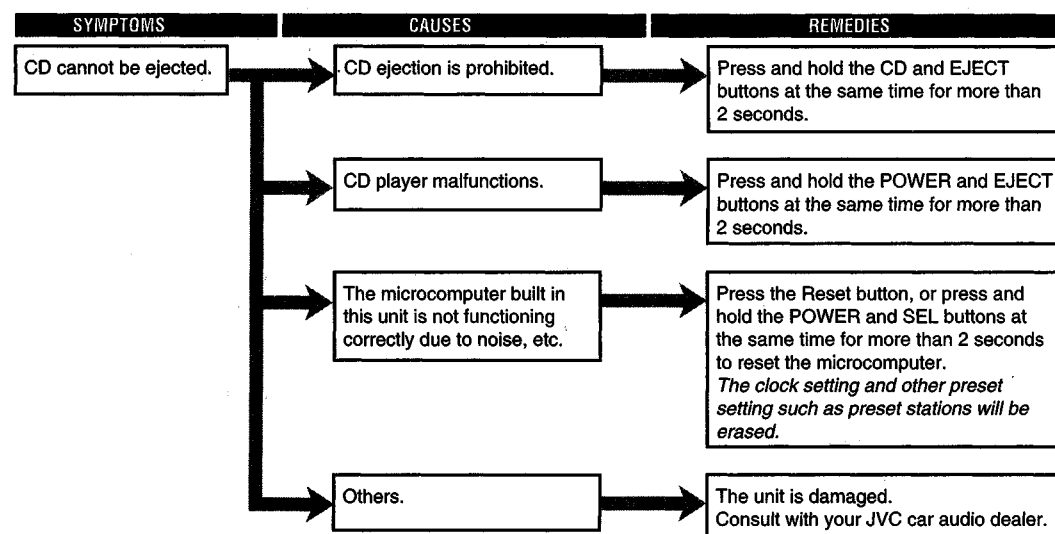 SYMPTOMS
CAUSES
REMEDIES
CD cannot be ejected.
CD ejection is prohibited.
Press and hold the CD and EJECT
buttons at the same time for more than
2 seconds.
CD player malfunctions.
Press and hold the POWER and EJECT
buttons at the same time for more than
2 seconds.
The microcomputer built in
this unit is not functioning
correctly due to noise, etc.
Press the Reset button, or press and
hold the POWER and SEL buttons at
the same time for more than 2 seconds
to reset the microcomputer.
The clock setting and other preset
setting such as preset stations will be
erased.
Others.
The unit is damaged.
Consult with your JVC car audio dealer.